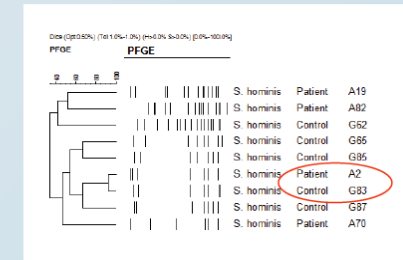 Dice (Opt:0.50%) (Tol 1.0%-1.0%) (H>0.0% S>0.0%) [0.0%-100.0%]
PFGE PFGE
S. hominis Patient A19
S. hominis Patient A82
S. hominis Control G62
S. hominis Control G65
S. hominis Control G85
S. hominis Patient A2
S. hominis Control G83
S. hominis Control G87
S. hominis Patient A70